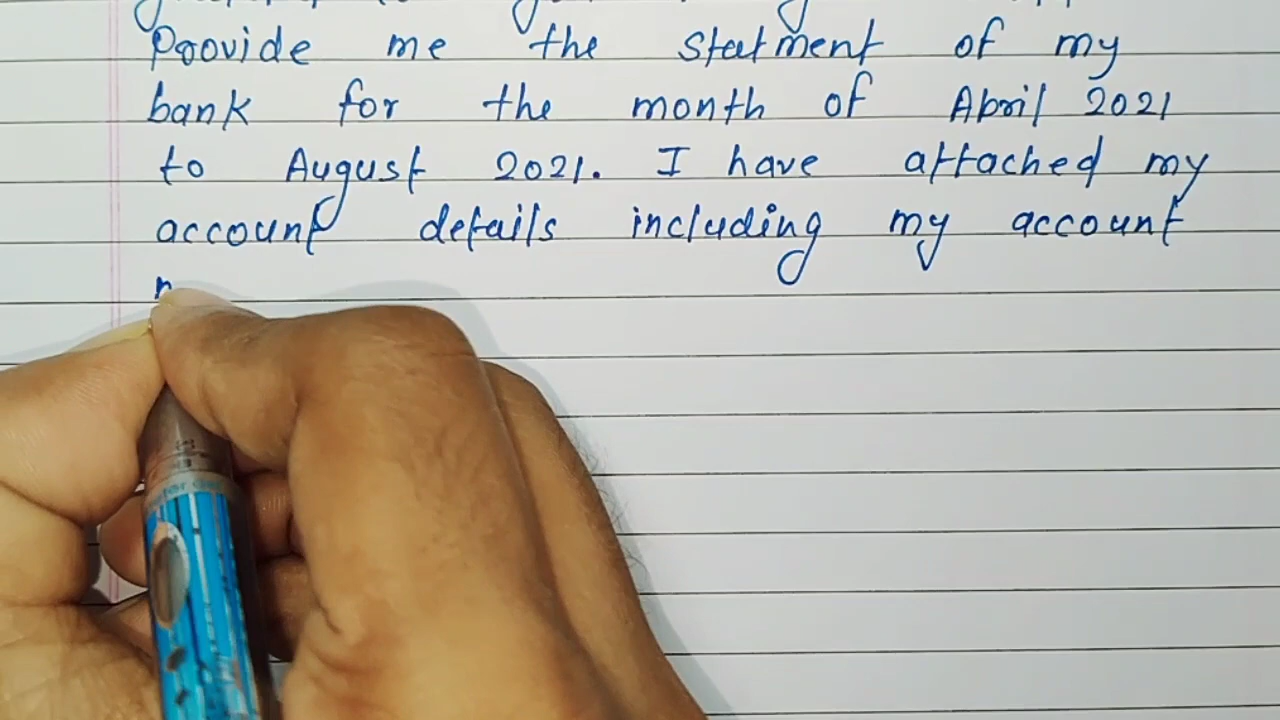 Provide me the statment of my
bank for the month of April 2021
to August 2021. I have attached my
account details including my account